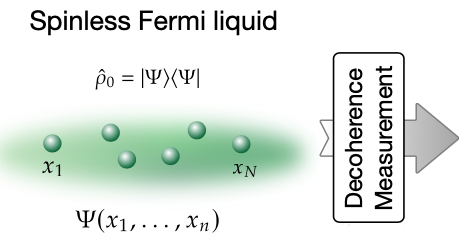 Spinless Fermi liquid
ρ̂₀ = |Ψ⟩⟨Ψ|
x₁
x_N
Ψ(x₁, . . . , xₙ)
Decoherence
Measurement